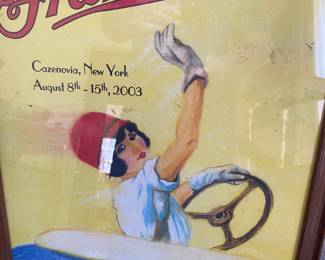 Cazenovia, New York
August 8th - 15th, 2003